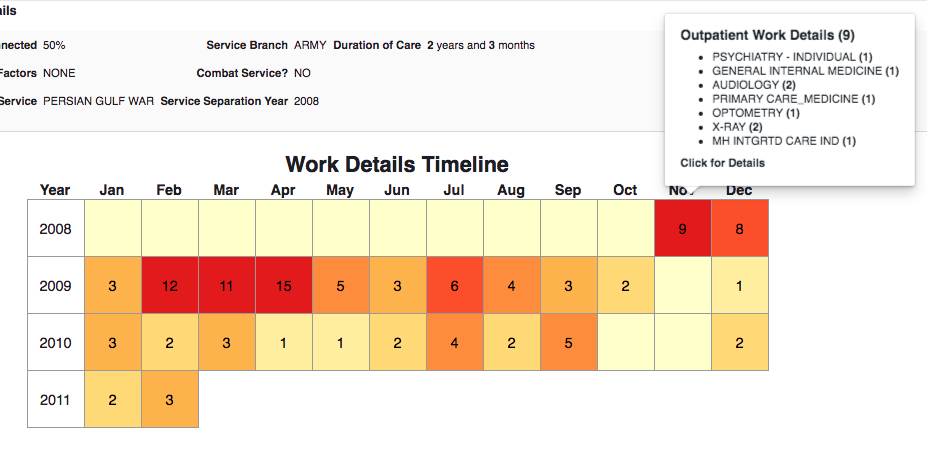 ils
nnected 50% Service Branch ARMY Duration of Care 2 years and 3 months
Factors NONE Combat Service? NO
Service PERSIAN GULF WAR Service Separation Year 2008
Outpatient Work Details (9)
• PSYCHIATRY - INDIVIDUAL (1)
• GENERAL INTERNAL MEDICINE (1)
• AUDIOLOGY (2)
• PRIMARY CARE_MEDICINE (1)
• OPTOMETRY (1)
• X-RAY (2)
• MH INTGRTD CARE IND (1)
Click for Details
Work Details Timeline
Year Jan Feb Mar Apr May Jun Jul Aug Sep Oct Nov Dec
2008 9 8
2009 3 12 11 15 5 3 6 4 3 2 1
2010 3 2 3 1 1 2 4 2 5 2
2011 2 3